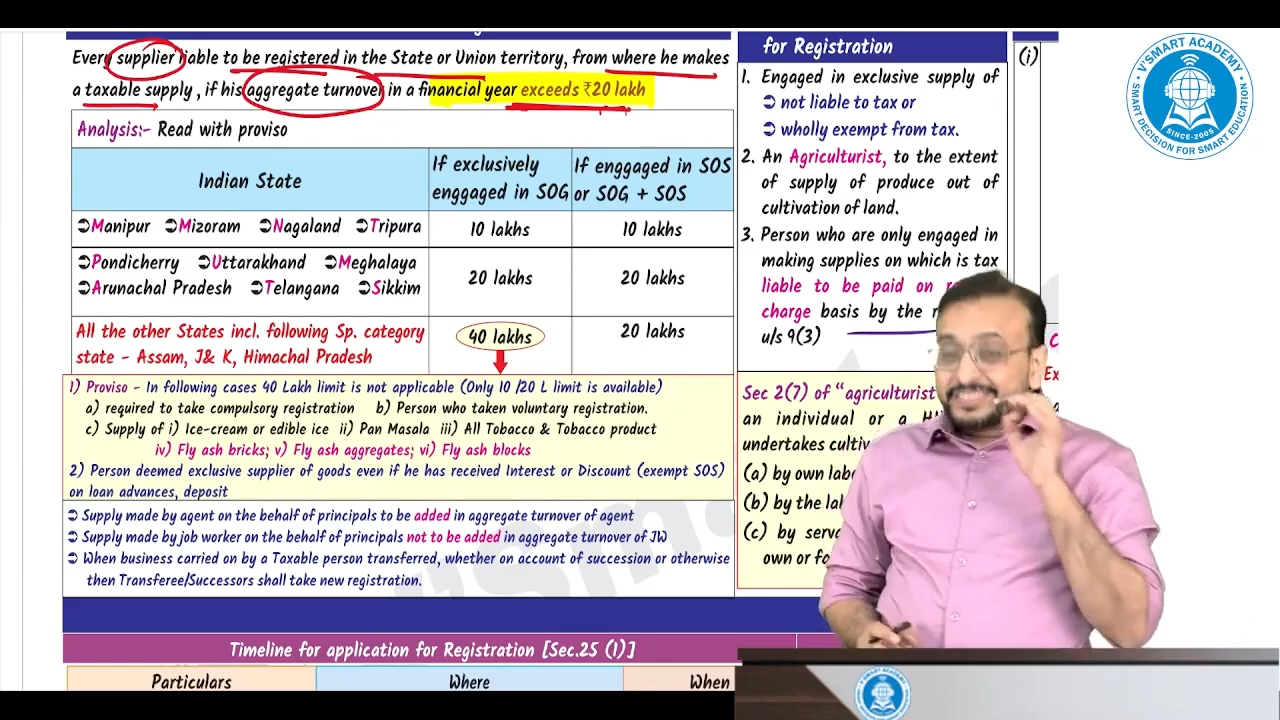 Every supplier liable to be registered in the State or Union territory, from where he makes
a taxable supply, if his aggregate turnover in a financial year exceeds ₹20 lakh
Analysis:- Read with proviso
Indian State
If exclusively
enggaged in SOG
If enggaged in SOS
or SOG + SOS
➲Manipur ➲Mizoram ➲Nagaland ➲Tripura
10 lakhs
10 lakhs
➲Pondicherry ➲Uttarakhand ➲Meghalaya
➲Arunachal Pradesh ➲Telangana ➲Sikkim
20 lakhs
20 lakhs
All the other States incl. following Sp. category
state - Assam, J& K, Himachal Pradesh
40 lakhs
20 lakhs
1) Proviso - In following cases 40 Lakh limit is not applicable (Only 10 /20 L limit is available)
a) required to take compulsory registration b) Person who taken voluntary registration.
c) Supply of i) Ice-cream or edible ice ii) Pan Masala iii) All Tobacco & Tobacco product
iv) Fly ash bricks; v) Fly ash aggregates; vi) Fly ash blocks
2) Person deemed exclusive supplier of goods even if he has received Interest or Discount (exempt SOS)
on loan advances, deposit
➲ Supply made by agent on the behalf of principals to be added in aggregate turnover of agent
➲ Supply made by job worker on the behalf of principals not to be added in aggregate turnover of JW
➲ When business carried on by a Taxable person transferred, whether on account of succession or otherwise
then Transferee/Successors shall take new registration.
Timeline for application for Registration [Sec.25 (1)]
Particulars
Where
When
for Registration
1. Engaged in exclusive supply of
➲ not liable to tax or
➲ wholly exempt from tax.
2. An Agriculturist, to the extent
of supply of produce out of
cultivation of land.
3. Person who are only engaged in
making supplies on which is tax
liable to be paid on
charge basis by the
u/s 9(3)
Sec 2(7) of "agriculturist
an individual or a
undertakes
(a) by own
(b) by the
(c) by
own or
(i)
V'SMART ACADEMY
SMART DECISION FOR SMART EDUCATION
SINCE-2005